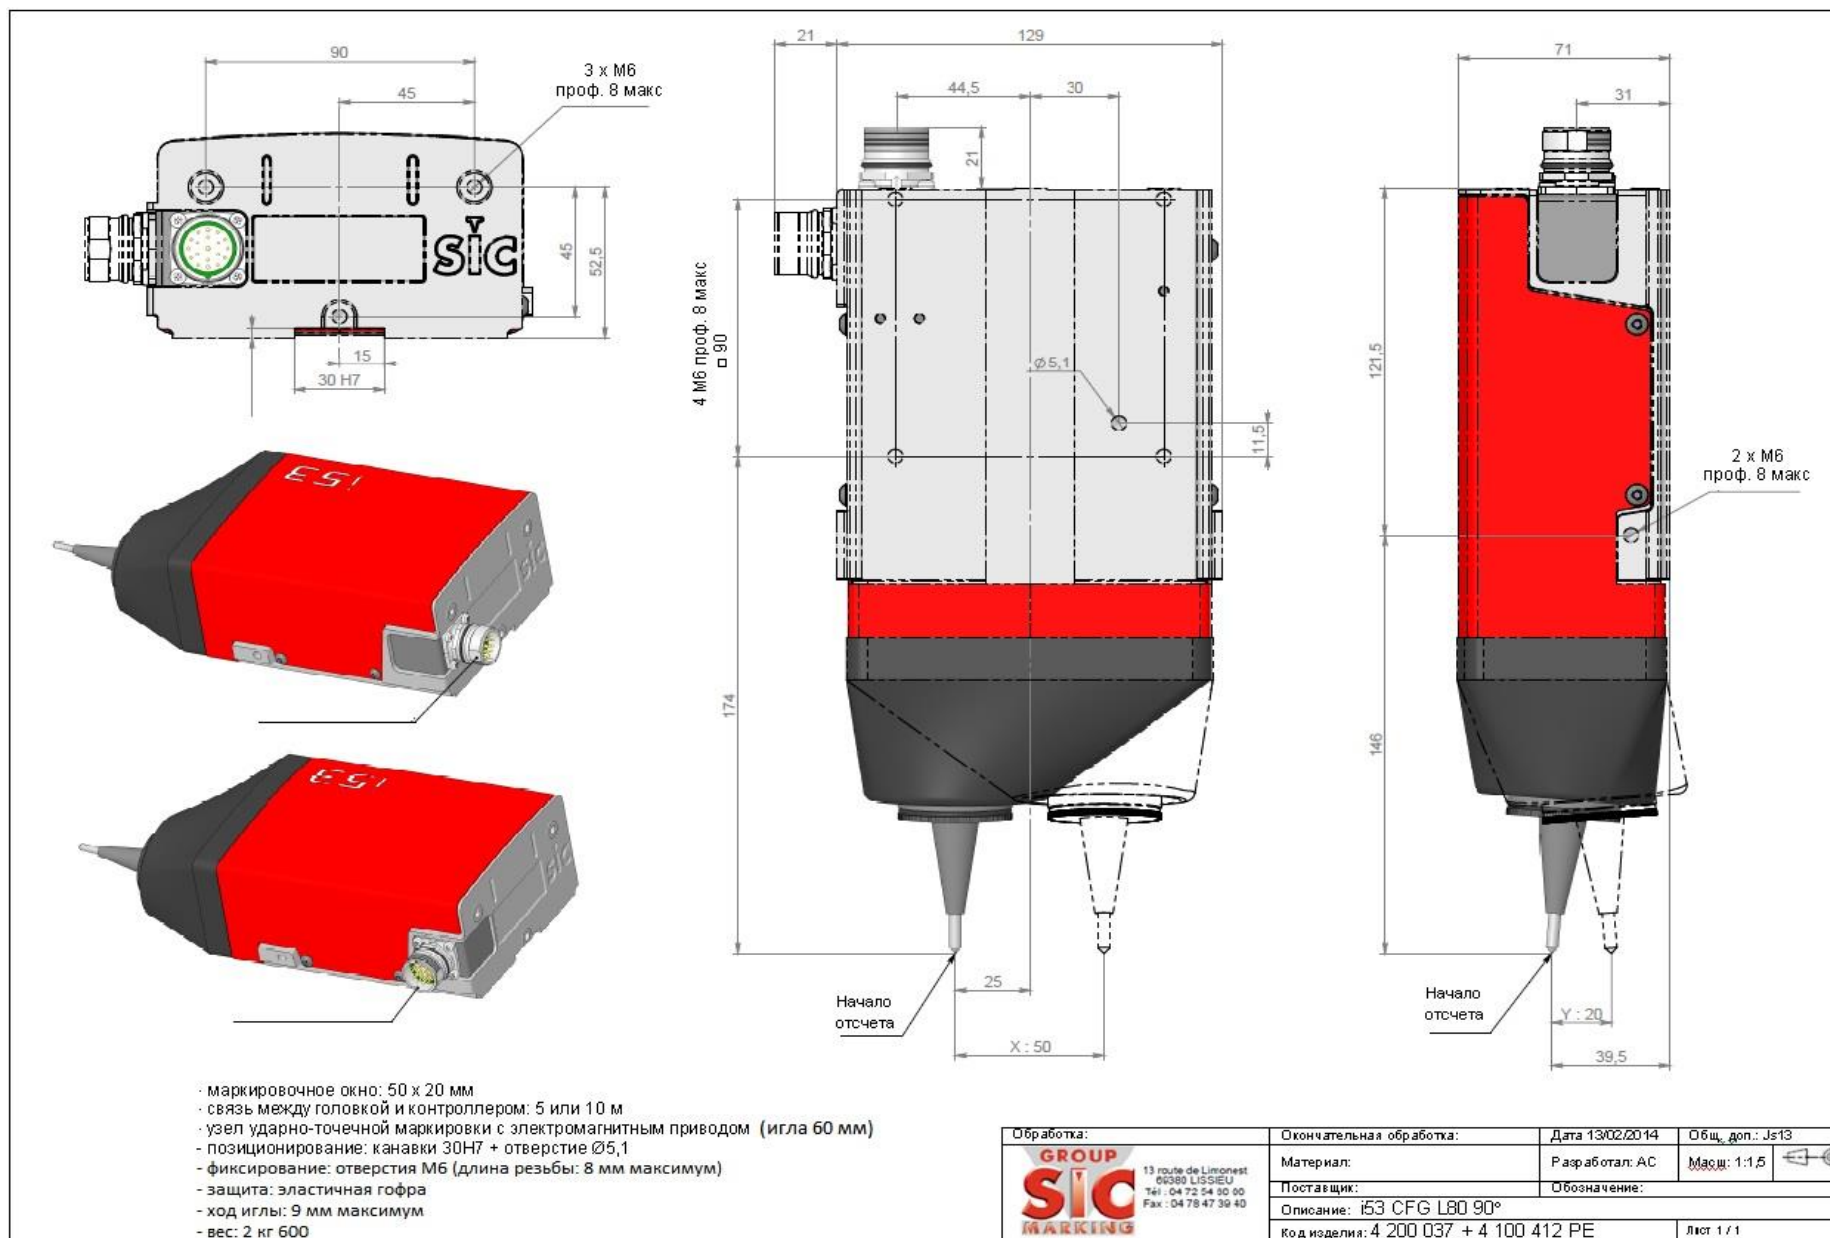 90
45
3 x M6
проф. 8 макс
SIC
45
52,5
15
30 H7
i53
sic
i53
sic
21
129
44,5
30
21
4 M6 проф. 8 макс
□ 90
Ø5,1
11,5
174
25
Начало
отсчета
X : 50
71
31
121,5
2 x M6
проф. 8 макс
146
Начало
отсчета
Y : 20
39,5
· маркировочное окно: 50 x 20 мм
· связь между головкой и контроллером: 5 или 10 м
· узел ударно-точечной маркировки с электромагнитным приводом (игла 60 мм)
- позиционирование: канавки 30H7 + отверстие Ø5,1
- фиксирование: отверстия M6 (длина резьбы: 8 мм максимум)
- защита: эластичная гофра
- ход иглы: 9 мм максимум
- вес: 2 кг 600
Обработка:
GROUP
SIC
MARKING
13 route de Limonest
69380 LISSIEU
Tél : 04 72 54 80 00
Fax : 04 78 47 39 40
Окончательная обработка:
Дата 13/02/2014
Общ. доп.: Js13
Материал:
Разработал: AC
Масш: 1:1,5
Поставщик:
Обозначение:
Описание: i53 CFG L80 90°
Код изделия: 4 200 037 + 4 100 412 PE
Лист 1 / 1